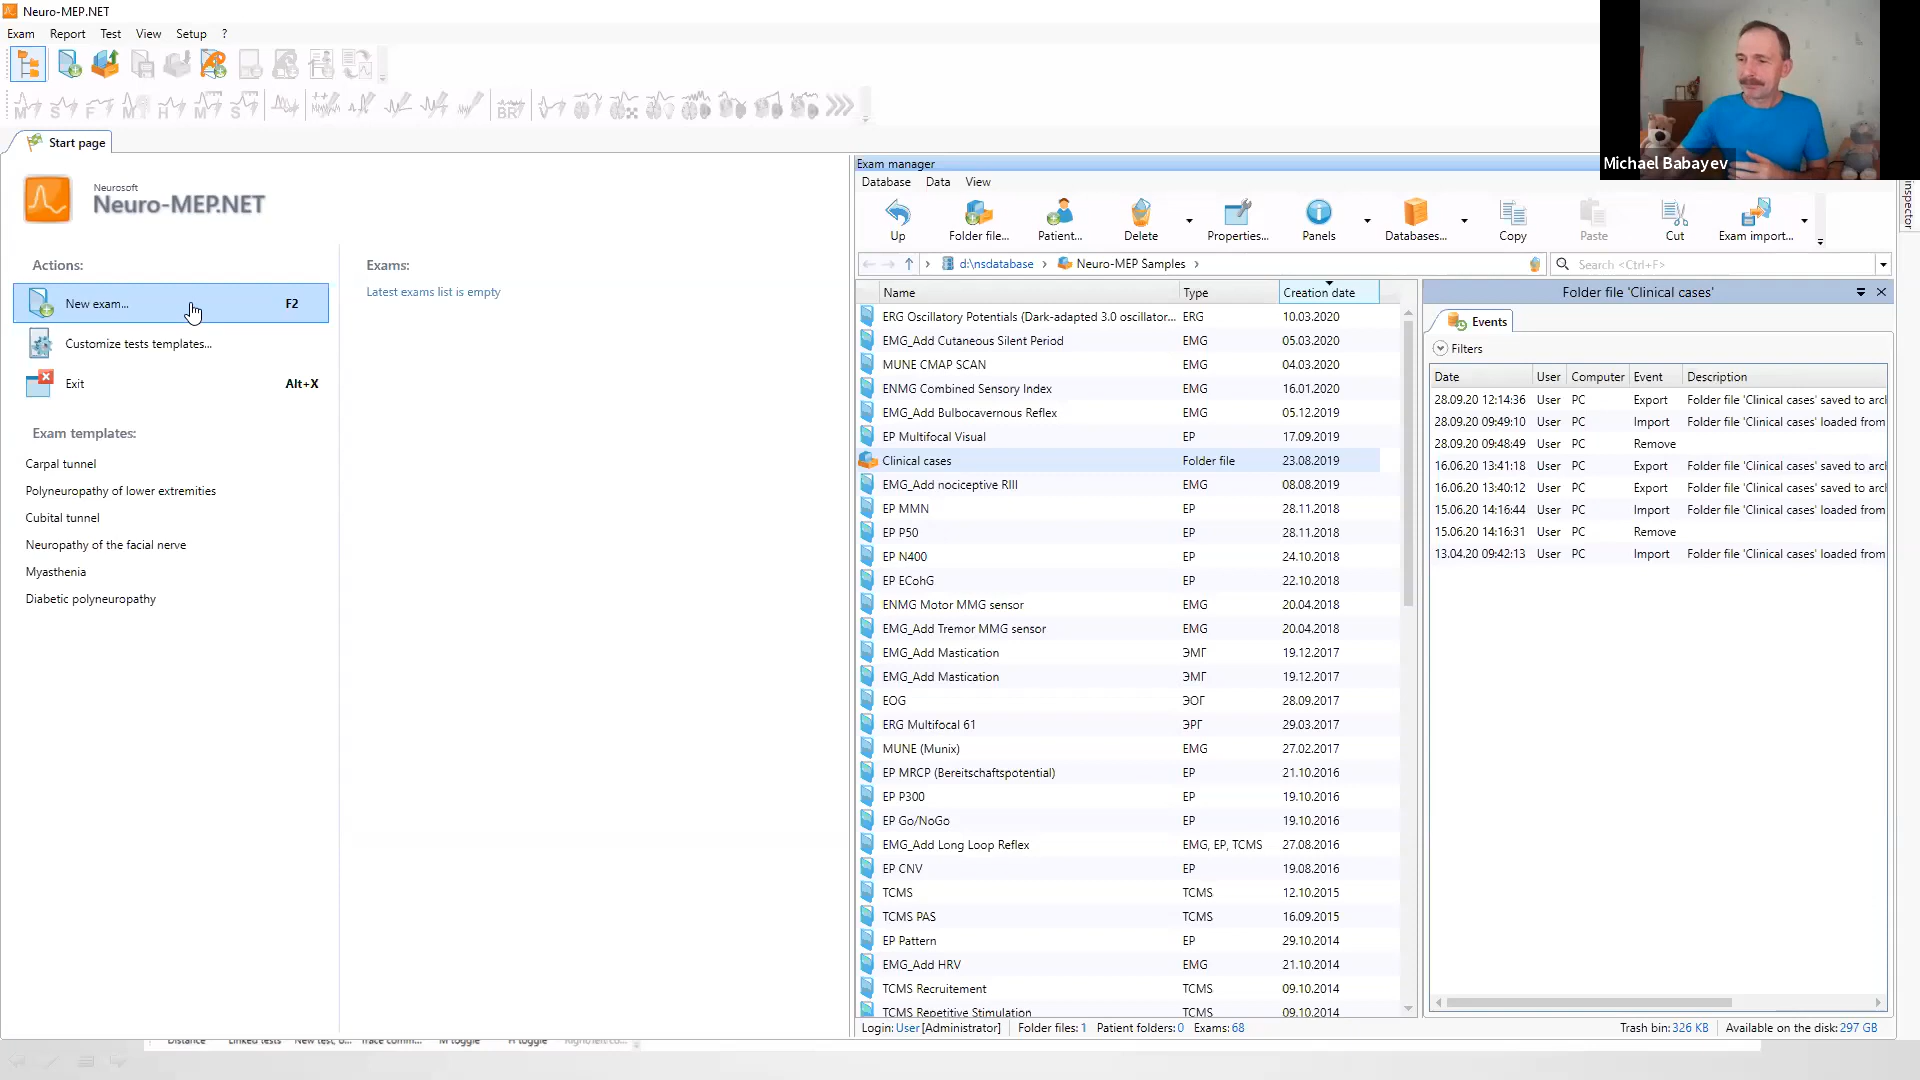 Neuro-MEP.NET
Exam Report Test View Setup ?
Start page
Neurosoft
Neuro-MEP.NET
Actions:
New exam... F2
Customize tests templates...
Exit Alt+X
Exam templates:
Carpal tunnel
Polyneuropathy of lower extremities
Cubital tunnel
Neuropathy of the facial nerve
Myasthenia
Diabetic polyneuropathy
Exams:
Latest exams list is empty
Exam manager
Database Data View
Up Folder file... Patient... Delete Properties... Panels Databases... Copy Paste Cut Exam import...
d:\nsdatabase Neuro-MEP Samples
Search <Ctrl+F>
Name Type Creation date
ERG Oscillatory Potentials (Dark-adapted 3.0 oscillator... ERG 10.03.2020
EMG_Add Cutaneous Silent Period EMG 05.03.2020
MUNE CMAP SCAN EMG 04.03.2020
ENMG Combined Sensory Index EMG 16.01.2020
EMG_Add Bulbocavernous Reflex EMG 05.12.2019
EP Multifocal Visual EP 17.09.2019
Clinical cases Folder file 23.08.2019
EMG_Add nociceptive RIII EMG 08.08.2019
EP MMN EP 28.11.2018
EP P50 EP 28.11.2018
EP N400 EP 24.10.2018
EP ECohG EP 22.10.2018
ENMG Motor MMG sensor EMG 20.04.2018
EMG_Add Tremor MMG sensor EMG 20.04.2018
EMG_Add Mastication ЭМГ 19.12.2017
EMG_Add Mastication ЭМГ 19.12.2017
EOG ЭОГ 28.09.2017
ERG Multifocal 61 ЭРГ 29.03.2017
MUNE (Munix) EMG 27.02.2017
EP MRCP (Bereitschaftspotential) EP 21.10.2016
EP P300 EP 19.10.2016
EP Go/NoGo EP 19.10.2016
EMG_Add Long Loop Reflex EMG, EP, TCMS 27.08.2016
EP CNV EP 19.08.2016
TCMS TCMS 12.10.2015
TCMS PAS TCMS 16.09.2015
EP Pattern EP 29.10.2014
EMG_Add HRV EMG 21.10.2014
TCMS Recruitement TCMS 09.10.2014
TCMS Repetitive Stimulation TCMS 09.10.2014
Folder file 'Clinical cases'
Events
Filters
Date User Computer Event Description
28.09.20 12:14:36 User PC Export Folder file 'Clinical cases' saved to arcl
28.09.20 09:49:10 User PC Import Folder file 'Clinical cases' loaded from
28.09.20 09:48:49 User PC Remove
16.06.20 13:41:18 User PC Export Folder file 'Clinical cases' saved to arcl
16.06.20 13:40:12 User PC Export Folder file 'Clinical cases' saved to arcl
15.06.20 14:16:44 User PC Import Folder file 'Clinical cases' loaded from
15.06.20 14:16:31 User PC Remove
13.04.20 09:42:13 User PC Import Folder file 'Clinical cases' loaded from
Login: User [Administrator] Folder files: 1 Patient folders: 0 Exams: 68
Trash bin: 326 KB Available on the disk: 297 GB
Inspector
Michael Babayev
Distance Linked tests New test, o... Trace comm... M toggle H toggle